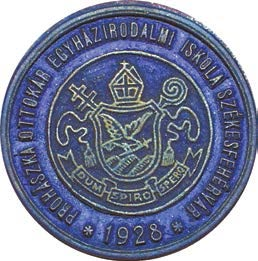 PROHÁSZKA OTTOKÁR EGYHÁZIRODALMI ISKOLA SZÉKESFEHÉRVÁR
* 1928 *
DUM SPIRO SPERO